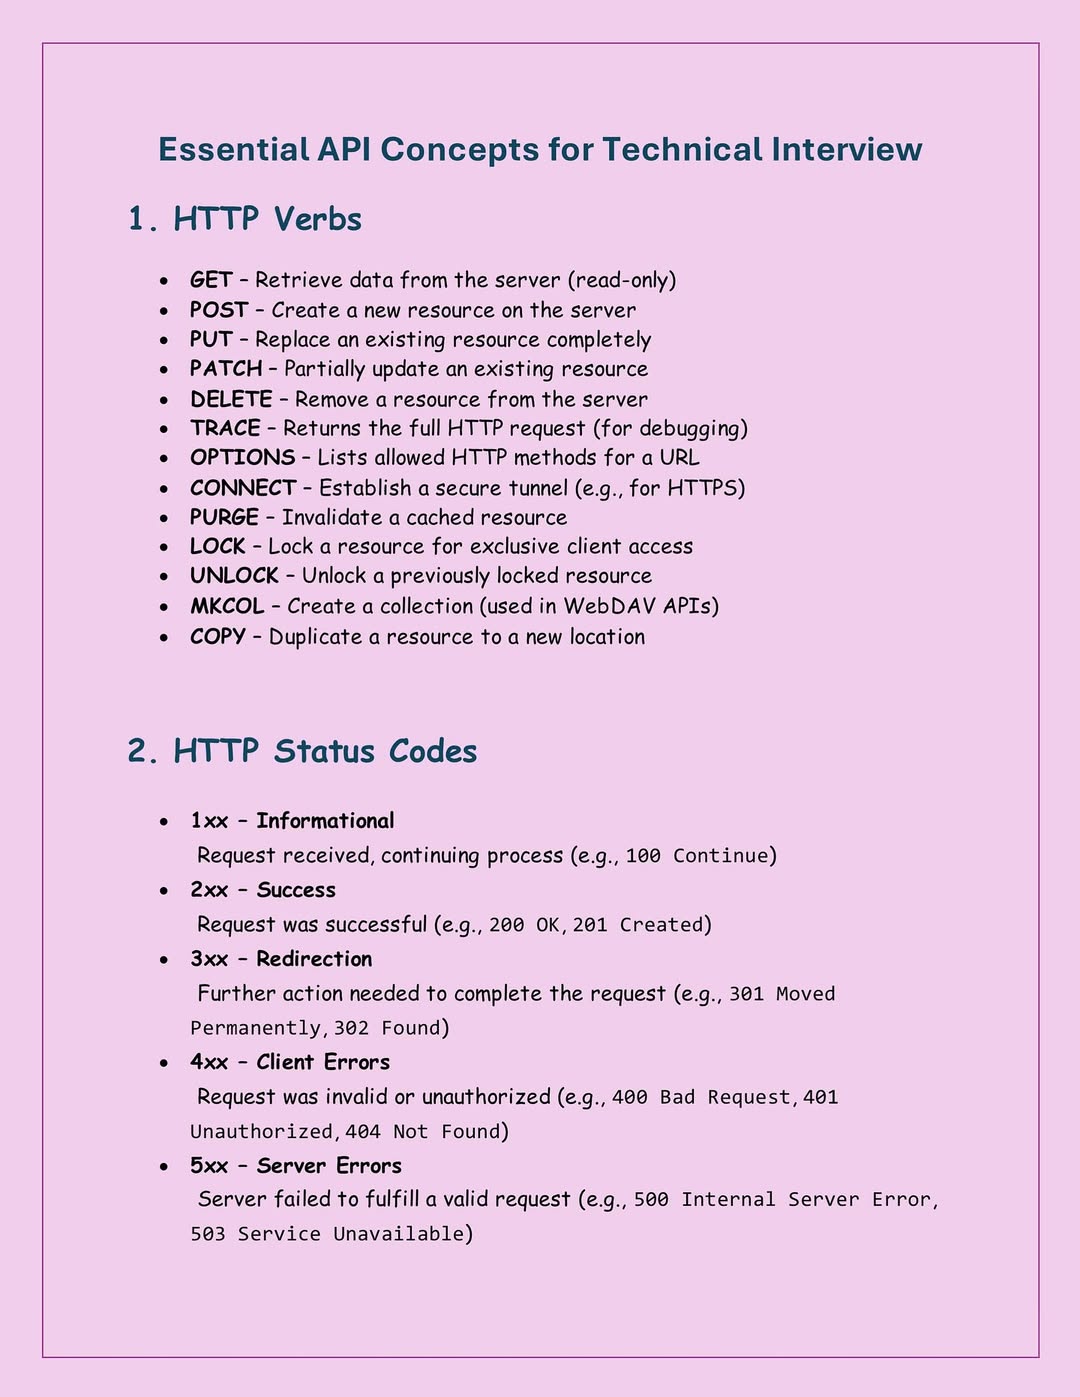 Essential API Concepts for Technical Interview
1. HTTP Verbs
• GET – Retrieve data from the server (read-only)
• POST – Create a new resource on the server
• PUT – Replace an existing resource completely
• PATCH – Partially update an existing resource
• DELETE – Remove a resource from the server
• TRACE – Returns the full HTTP request (for debugging)
• OPTIONS – Lists allowed HTTP methods for a URL
• CONNECT – Establish a secure tunnel (e.g., for HTTPS)
• PURGE – Invalidate a cached resource
• LOCK – Lock a resource for exclusive client access
• UNLOCK – Unlock a previously locked resource
• MKCOL – Create a collection (used in WebDAV APIs)
• COPY – Duplicate a resource to a new location
2. HTTP Status Codes
• 1xx – Informational
Request received, continuing process (e.g., 100 Continue)
• 2xx – Success
Request was successful (e.g., 200 OK, 201 Created)
• 3xx – Redirection
Further action needed to complete the request (e.g., 301 Moved
Permanently, 302 Found)
• 4xx – Client Errors
Request was invalid or unauthorized (e.g., 400 Bad Request, 401
Unauthorized, 404 Not Found)
• 5xx – Server Errors
Server failed to fulfill a valid request (e.g., 500 Internal Server Error,
503 Service Unavailable)